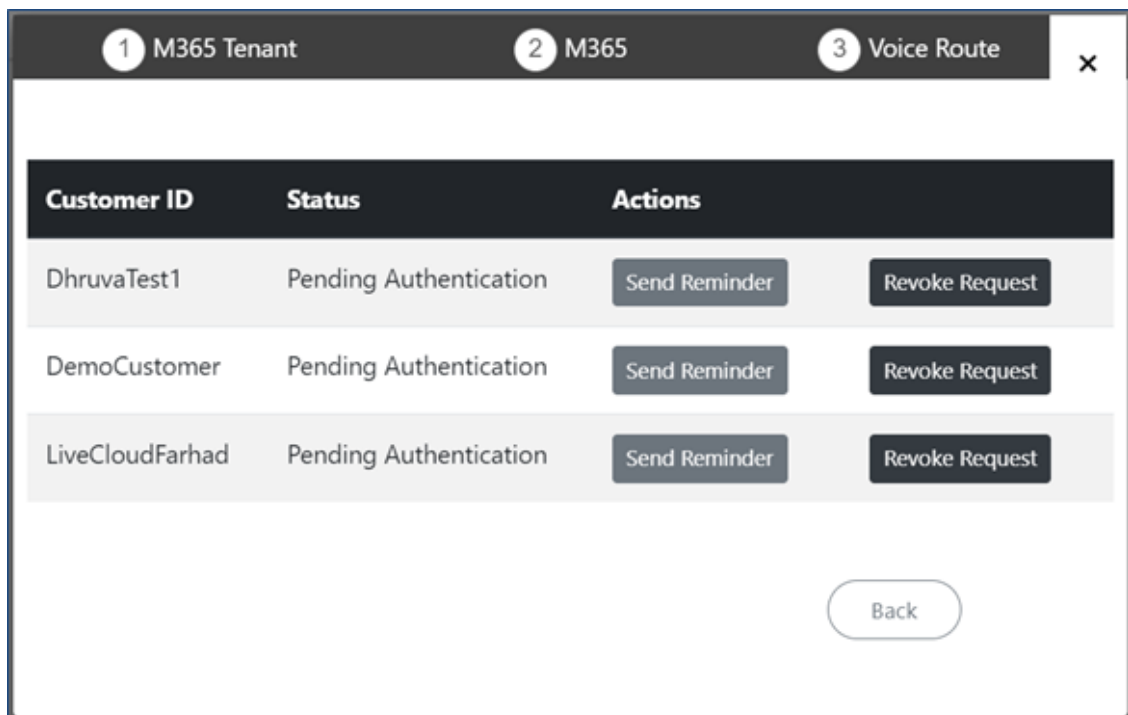 1 M365 Tenant 2 M365 3 Voice Route ×
Customer ID Status Actions
DhruvaTest1 Pending Authentication Send Reminder Revoke Request
DemoCustomer Pending Authentication Send Reminder Revoke Request
LiveCloudFarhad Pending Authentication Send Reminder Revoke Request
Back